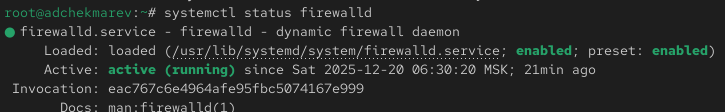 root@adchekmarev:~# systemctl status firewalld
● firewalld.service - firewalld - dynamic firewall daemon
Loaded: loaded (/usr/lib/systemd/system/firewalld.service; enabled; preset: enabled)
Active: active (running) since Sat 2025-12-20 06:30:20 MSK; 21min ago
Invocation: eac767c6e4964afe95fbc5074167e999
Docs: man:firewalld(1)